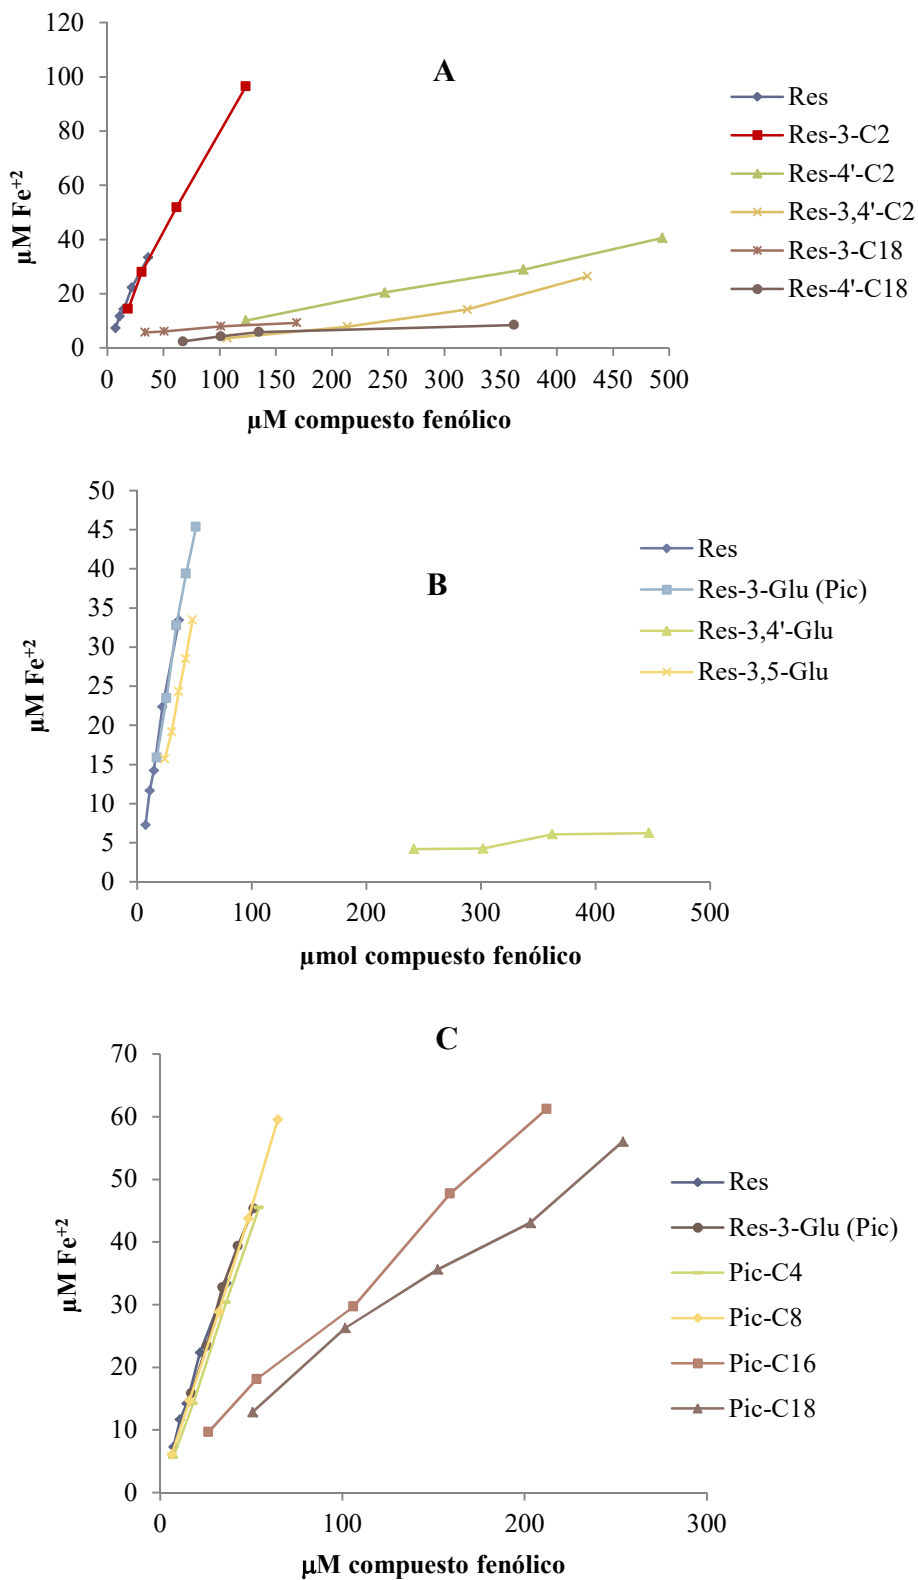 A
120
100
80
60
40
20
0
µM Fe⁺²
0 50 100 150 200 250 300 350 400 450 500
µM compuesto fenólico
Res
Res-3-C2
Res-4'-C2
Res-3,4'-C2
Res-3-C18
Res-4'-C18
B
50
45
40
35
30
25
20
15
10
5
0
µM Fe⁺²
0 100 200 300 400 500
µmol compuesto fenólico
Res
Res-3-Glu (Pic)
Res-3,4'-Glu
Res-3,5-Glu
C
70
60
50
40
30
20
10
0
µM Fe⁺²
0 100 200 300
µM compuesto fenólico
Res
Res-3-Glu (Pic)
Pic-C4
Pic-C8
Pic-C16
Pic-C18